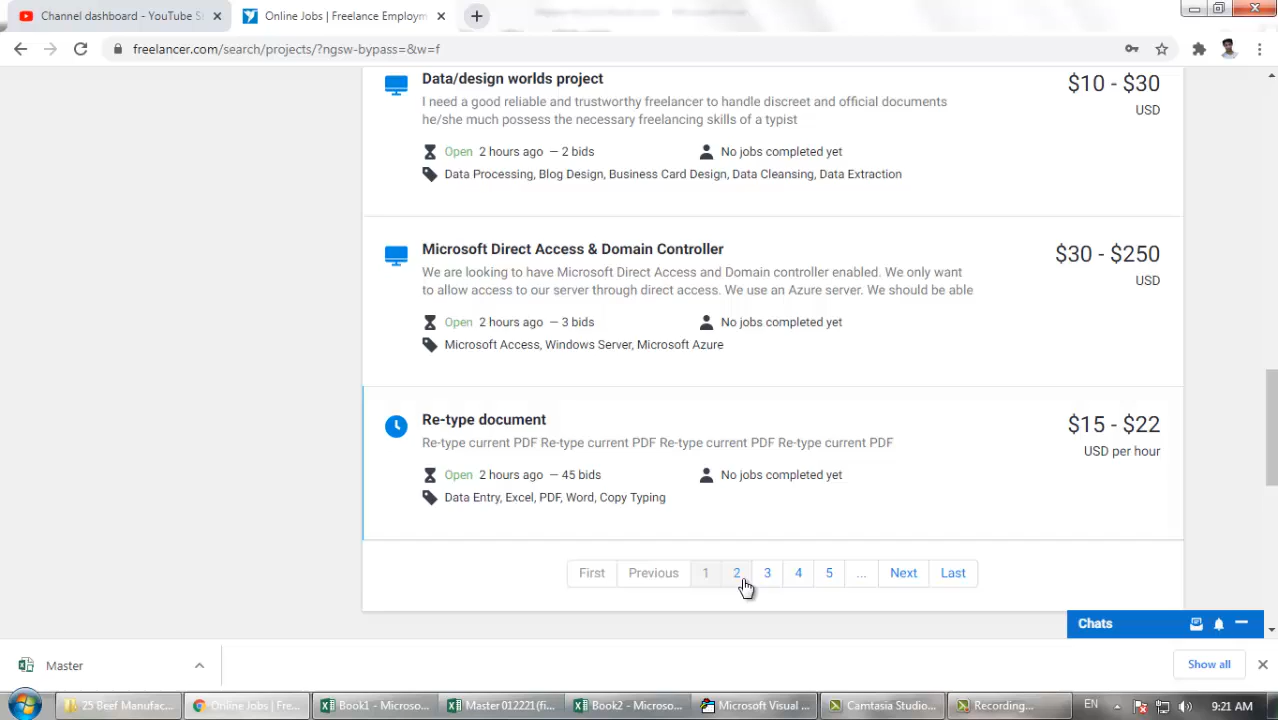 Channel dashboard - YouTube St
Online Jobs | Freelance Employm
freelancer.com/search/projects/?ngsw-bypass=&w=f
Data/design worlds project
$10 - $30
I need a good reliable and trustworthy freelancer to handle discreet and official documents
he/she much possess the necessary freelancing skills of a typist
USD
Open 2 hours ago — 2 bids
No jobs completed yet
Data Processing, Blog Design, Business Card Design, Data Cleansing, Data Extraction
Microsoft Direct Access & Domain Controller
$30 - $250
We are looking to have Microsoft Direct Access and Domain controller enabled. We only want
to allow access to our server through direct access. We use an Azure server. We should be able
USD
Open 2 hours ago — 3 bids
No jobs completed yet
Microsoft Access, Windows Server, Microsoft Azure
Re-type document
$15 - $22
Re-type current PDF Re-type current PDF Re-type current PDF Re-type current PDF
USD per hour
Open 2 hours ago — 45 bids
No jobs completed yet
Data Entry, Excel, PDF, Word, Copy Typing
First Previous 1 2 3 4 5 ... Next Last
Chats
Master
Show all
25 Beef Manufac...
Online Jobs | Fre...
Book1 - Microso...
Master 012221(fi...
Book2 - Microso...
Microsoft Visual ...
Camtasia Studio...
Recording...
EN
9:21 AM